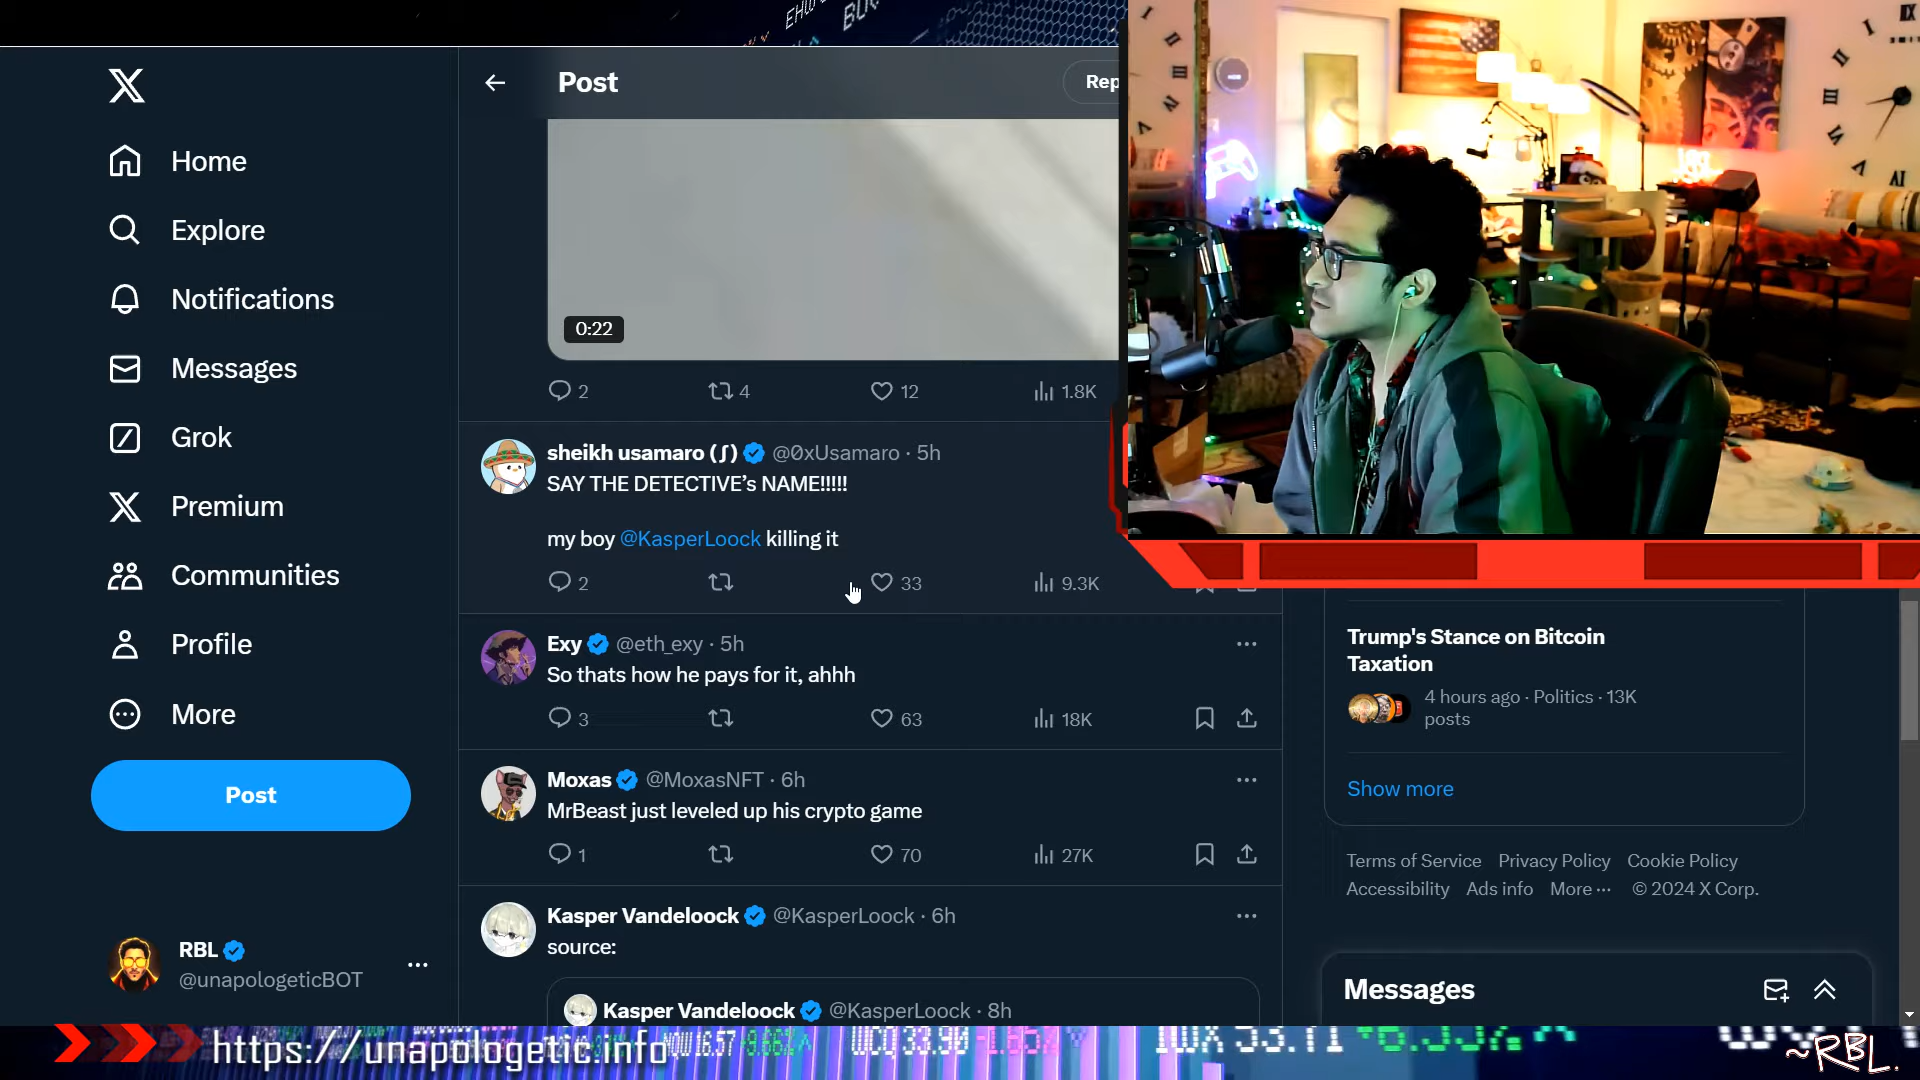 Post
Rep
Home
Explore
Notifications
Messages
Grok
Premium
Communities
Profile
More
Post
RBL
@unapologeticBOT
0:22
2 4 12 1.8K
sheikh usamaro (ʃ) @0xUsamaro · 5h
SAY THE DETECTIVE’s NAME!!!!!
my boy @KasperLoock killing it
2 33 9.3K
Exy @eth_exy · 5h
So thats how he pays for it, ahhh
3 63 18K
Moxas @MoxasNFT · 6h
MrBeast just leveled up his crypto game
1 70 27K
Kasper Vandeloock @KasperLoock · 6h
source:
Kasper Vandeloock @KasperLoock · 8h
Trump's Stance on Bitcoin
Taxation
4 hours ago · Politics · 13K
posts
Show more
Terms of Service Privacy Policy Cookie Policy
Accessibility Ads info More ··· © 2024 X Corp.
Messages
https://unapologetic.info
~RBL.